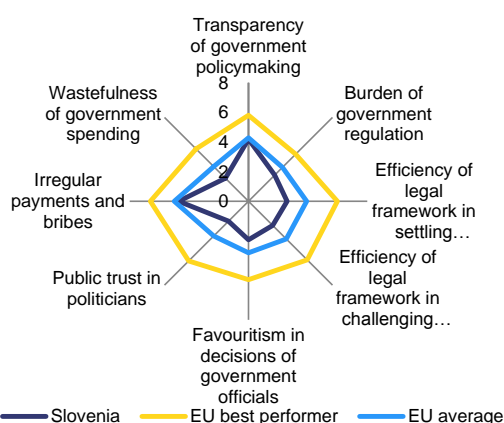 Transparency
of government
policymaking
Burden of
government
regulation
Efficiency of
legal
framework in
settling…
Efficiency of
legal
framework in
challenging…
Favouritism in
decisions of
government
officials
Public trust in
politicians
Irregular
payments and
bribes
Wastefulness
of government
spending
8
6
4
2
0
Slovenia
EU best performer
EU average